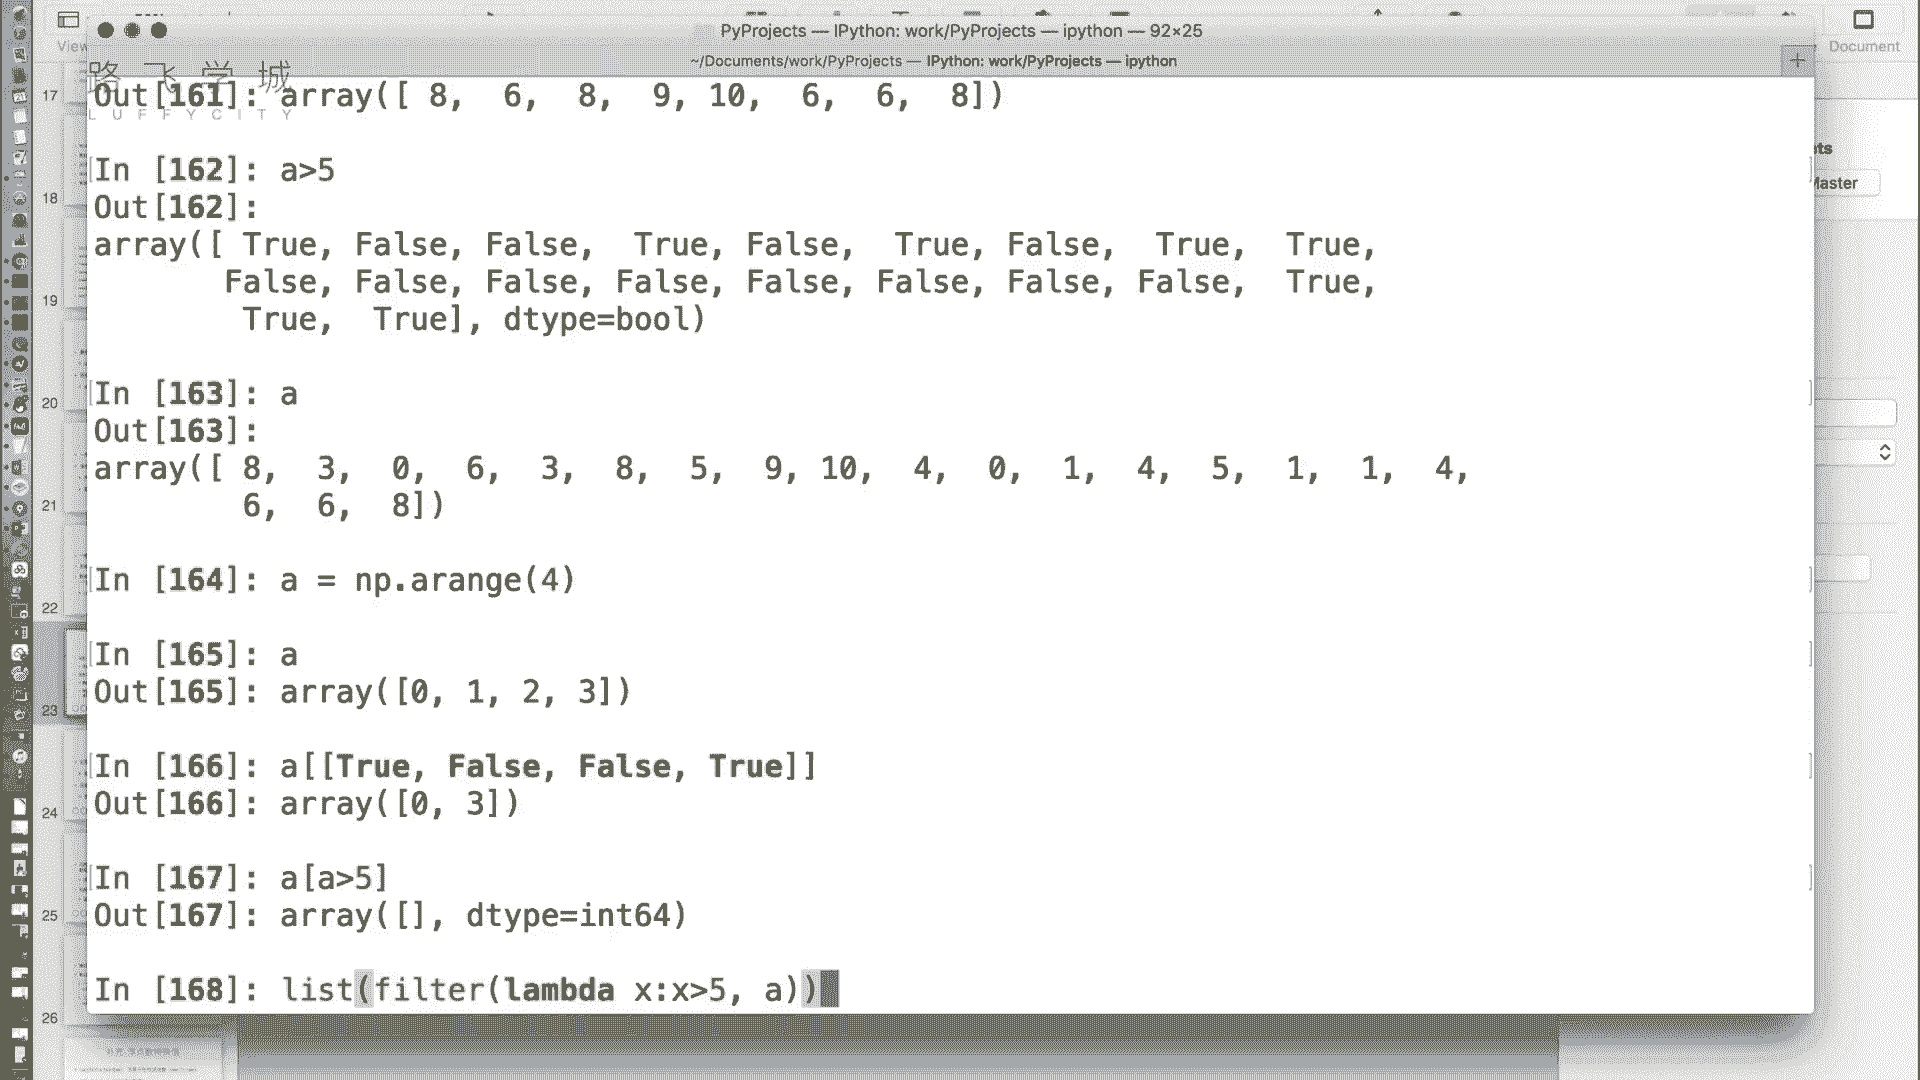 PyProjects — IPython: work/PyProjects — ipython — 92×25
View
Document
~/Documents/work/PyProjects — IPython: work/PyProjects — ipython
+
路飞学城
LUFFYCITY
Out[161]: array([ 8,  6,  8,  9, 10,  6,  6,  8])
In [162]: a>5
Out[162]:
array([ True, False, False,  True, False,  True, False,  True,  True,
False, False, False, False, False, False, False, False,  True,
True,  True], dtype=bool)
In [163]: a
Out[163]:
array([ 8,  3,  0,  6,  3,  8,  5,  9, 10,  4,  0,  1,  4,  5,  1,  1,  4,
6,  6,  8])
In [164]: a = np.arange(4)
In [165]: a
Out[165]: array([0, 1, 2, 3])
In [166]: a[[True, False, False, True]]
Out[166]: array([0, 3])
In [167]: a[a>5]
Out[167]: array([], dtype=int64)
In [168]: list(filter(lambda x:x>5, a))
17
18
19
20
21
22
23
24
25
26